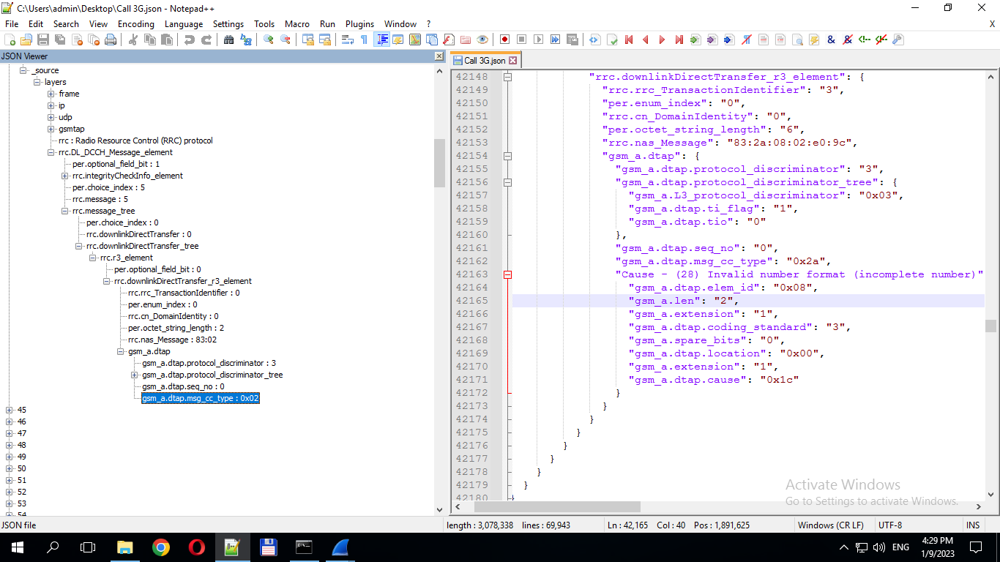 C:\Users\admin\Desktop\Call 3G.json - Notepad++
File Edit Search View Encoding Language Settings Tools Macro Run Plugins Window ? X
JSON Viewer
_source
layers
frame
ip
udp
gsmtap
rrc : Radio Resource Control (RRC) protocol
rrc.DL_DCCH_Message_element
per.optional_field_bit : 1
rrc.integrityCheckInfo_element
per.choice_index : 5
rrc.message : 5
rrc.message_tree
per.choice_index : 0
rrc.downlinkDirectTransfer : 0
rrc.downlinkDirectTransfer_tree
rrc.r3_element
per.optional_field_bit : 0
rrc.downlinkDirectTransfer_r3_element
rrc.rrc_TransactionIdentifier : 0
per.enum_index : 0
rrc.cn_DomainIdentity : 0
per.octet_string_length : 2
rrc.nas_Message : 83:02
gsm_a.dtap
gsm_a.dtap.protocol_discriminator : 3
gsm_a.dtap.protocol_discriminator_tree
gsm_a.dtap.seq_no : 0
gsm_a.dtap.msg_cc_type : 0x02
45
46
47
48
49
50
51
52
53
54
Call 3G.json
42148 "rrc.downlinkDirectTransfer_r3_element": {
42149 "rrc.rrc_TransactionIdentifier": "3",
42150 "per.enum_index": "0",
42151 "rrc.cn_DomainIdentity": "0",
42152 "per.octet_string_length": "6",
42153 "rrc.nas_Message": "83:2a:08:02:e0:9c",
42154 "gsm_a.dtap": {
42155 "gsm_a.dtap.protocol_discriminator": "3",
42156 "gsm_a.dtap.protocol_discriminator_tree": {
42157 "gsm_a.L3_protocol_discriminator": "0x03",
42158 "gsm_a.dtap.ti_flag": "1",
42159 "gsm_a.dtap.tio": "0"
42160 },
42161 "gsm_a.dtap.seq_no": "0",
42162 "gsm_a.dtap.msg_cc_type": "0x2a",
42163 "Cause - (28) Invalid number format (incomplete number)"
42164 "gsm_a.dtap.elem_id": "0x08",
42165 "gsm_a.len": "2",
42166 "gsm_a.extension": "1",
42167 "gsm_a.dtap.coding_standard": "3",
42168 "gsm_a.spare_bits": "0",
42169 "gsm_a.dtap.location": "0x00",
42170 "gsm_a.extension": "1",
42171 "gsm_a.dtap.cause": "0x1c"
42172 }
42173 }
42174 }
42175 }
42176 }
42177 }
42178 }
42179 }
42180 }
Activate Windows
Go to Settings to activate Windows.
JSON file length : 3,078,338 lines : 69,943 Ln : 42,165 Col : 40 Pos : 1,891,625 Windows (CR LF) UTF-8 INS
ENG
4:29 PM
1/9/2023